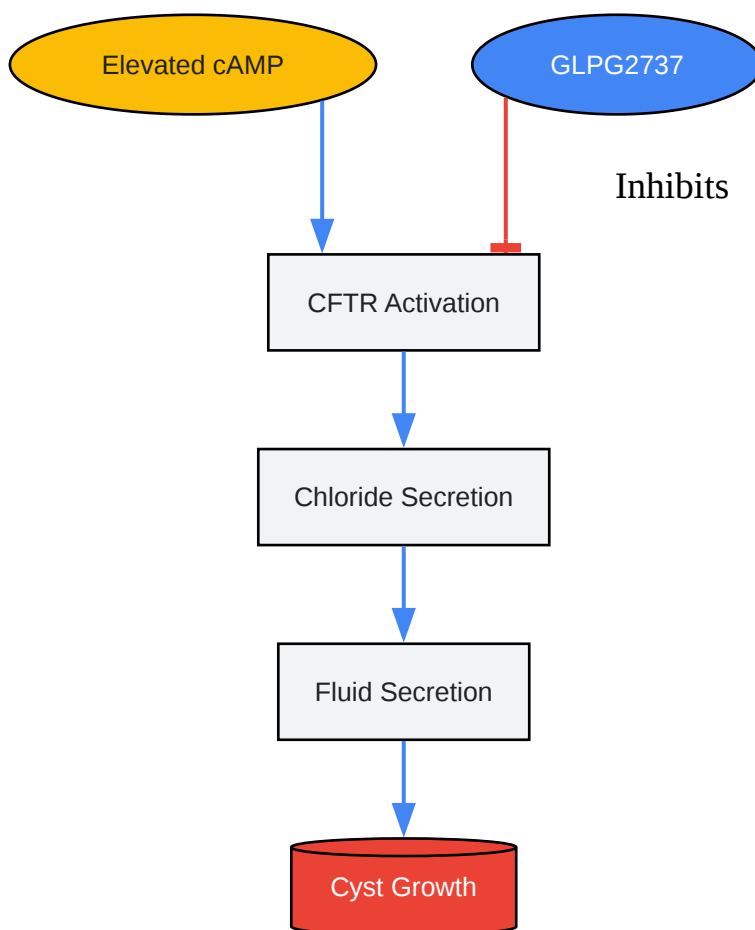 Elevated cAMP
GLPG2737
Inhibits
CFTR Activation
Chloride Secretion
Fluid Secretion
Cyst Growth